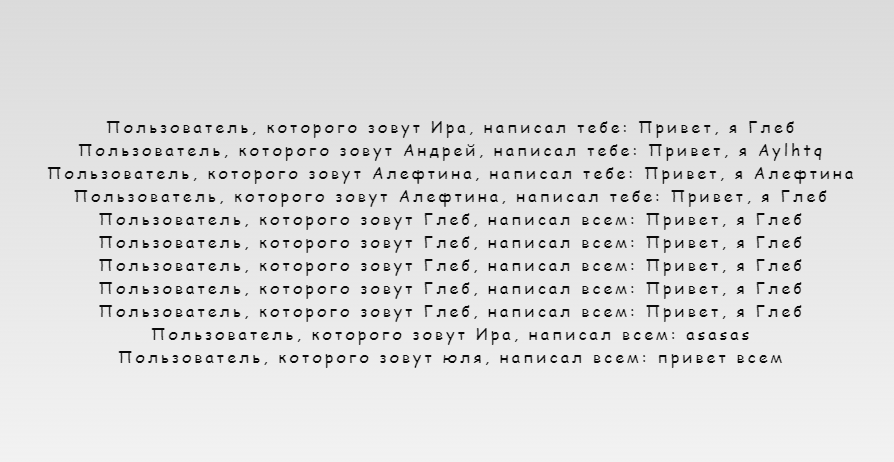 Пользователь, которого зовут Ира, написал тебе: Привет, я Глеб
Пользователь, которого зовут Андрей, написал тебе: Привет, я Aylhtq
Пользователь, которого зовут Алефтина, написал тебе: Привет, я Алефтина
Пользователь, которого зовут Алефтина, написал тебе: Привет, я Глеб
Пользователь, которого зовут Глеб, написал всем: Привет, я Глеб
Пользователь, которого зовут Глеб, написал всем: Привет, я Глеб
Пользователь, которого зовут Глеб, написал всем: Привет, я Глеб
Пользователь, которого зовут Глеб, написал всем: Привет, я Глеб
Пользователь, которого зовут Глеб, написал всем: Привет, я Глеб
Пользователь, которого зовут Ира, написал всем: asasas
Пользователь, которого зовут юля, написал всем: привет всем